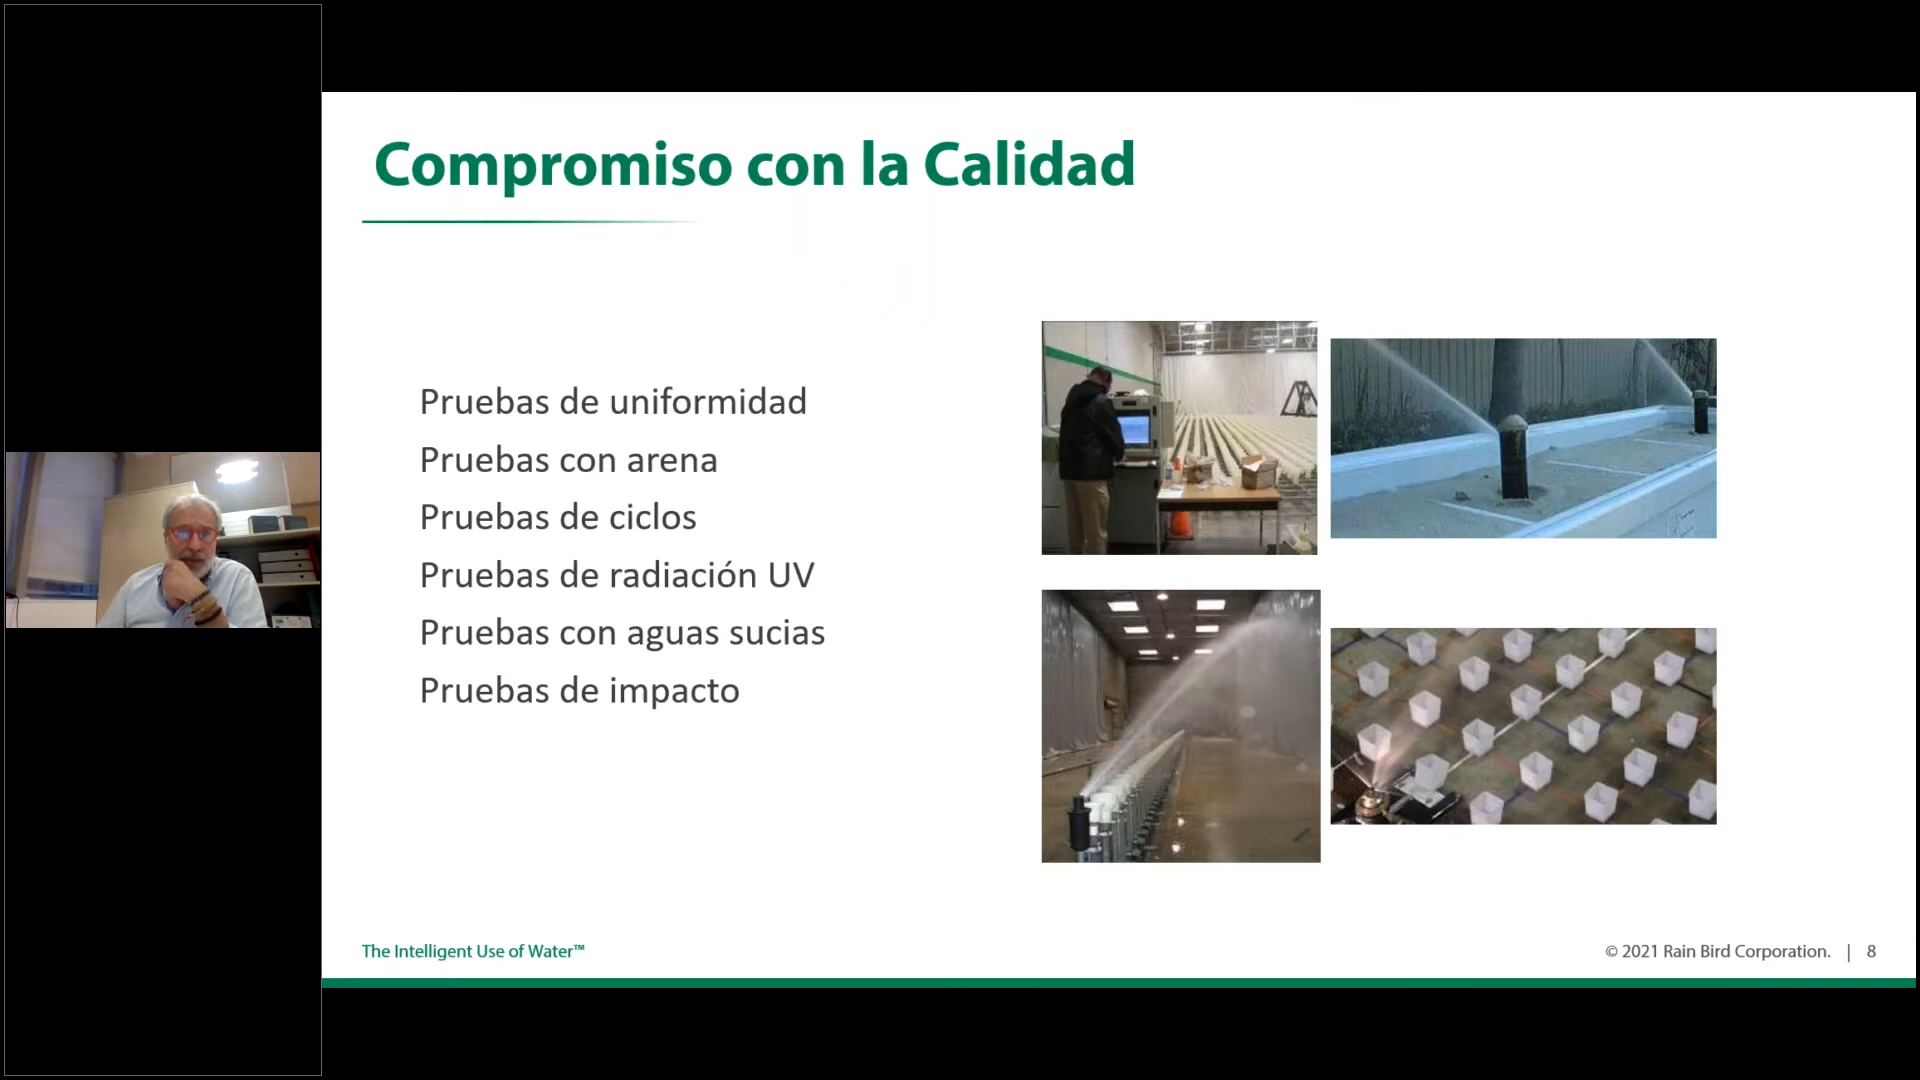 Compromiso con la Calidad
Pruebas de uniformidad
Pruebas con arena
Pruebas de ciclos
Pruebas de radiación UV
Pruebas con aguas sucias
Pruebas de impacto
The Intelligent Use of Water™
© 2021 Rain Bird Corporation. | 8